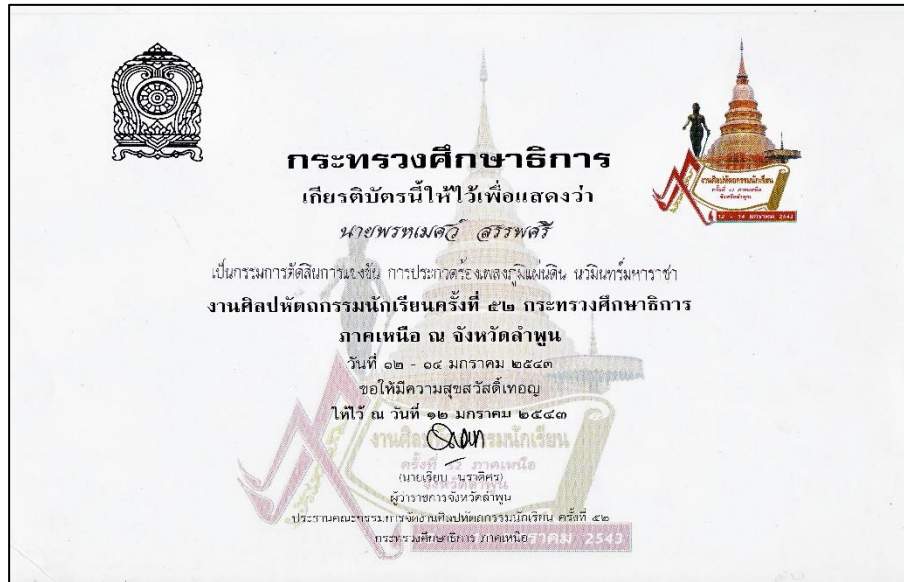 กระทรวงศึกษาธิการ
เกียรติบัตรนี้ให้ไว้เพื่อแสดงว่า
นายพรหเมศวิ์ สรรพศรี
เป็นกรรมการตัดสินการแข่งขัน การประกวดร้องเพลงภูมิแผ่นดิน นวมินทร์มหาราชา
งานศิลปหัตถกรรมนักเรียนครั้งที่ ๕๒ กระทรวงศึกษาธิการ
ภาคเหนือ ณ จังหวัดลำพูน
วันที่ ๑๒ - ๑๔ มกราคม ๒๕๔๓
ขอให้มีความสุขสวัสดิ์เทอญ
ให้ไว้ ณ วันที่ ๑๒ มกราคม ๒๕๔๓
(นายเรียบ นราดิศร)
ผู้ว่าราชการจังหวัดลำพูน
ประธานคณะกรรมการจัดงานศิลปหัตถกรรมนักเรียน ครั้งที่ ๕๒
กระทรวงศึกษาธิการ ภาคเหนือ
งานศิลปหัตถกรรมนักเรียน
ครั้งที่ 52 ภาคเหนือ
จังหวัดลำพูน
12 - 14 มกราคม 2543